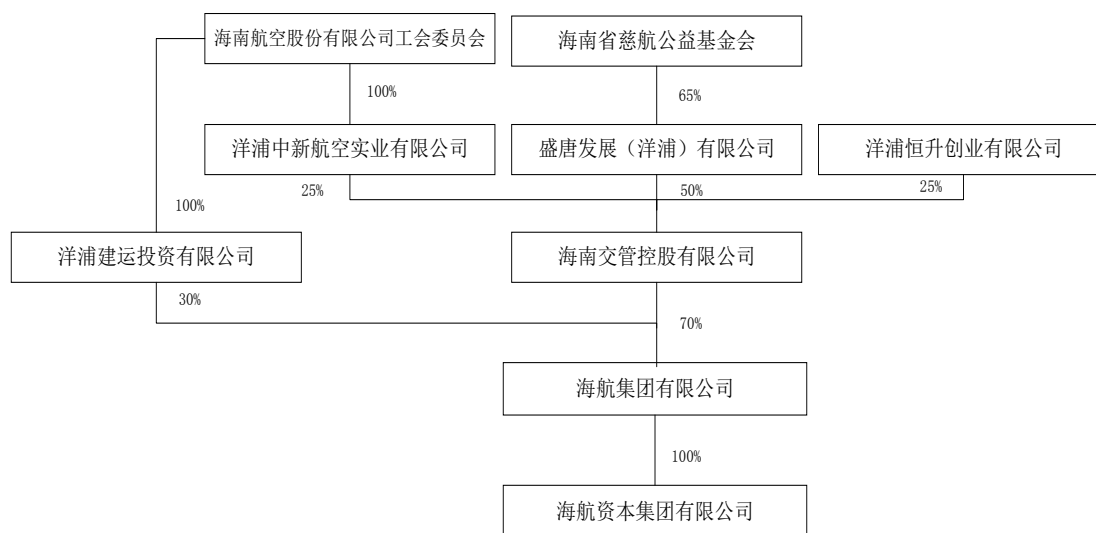 海南航空股份有限公司工会委员会
海南省慈航公益基金会
100%
65%
洋浦中新航空实业有限公司
盛唐发展（洋浦）有限公司
洋浦恒升创业有限公司
25%
50%
25%
100%
洋浦建运投资有限公司
海南交管控股有限公司
30%
70%
海航集团有限公司
100%
海航资本集团有限公司